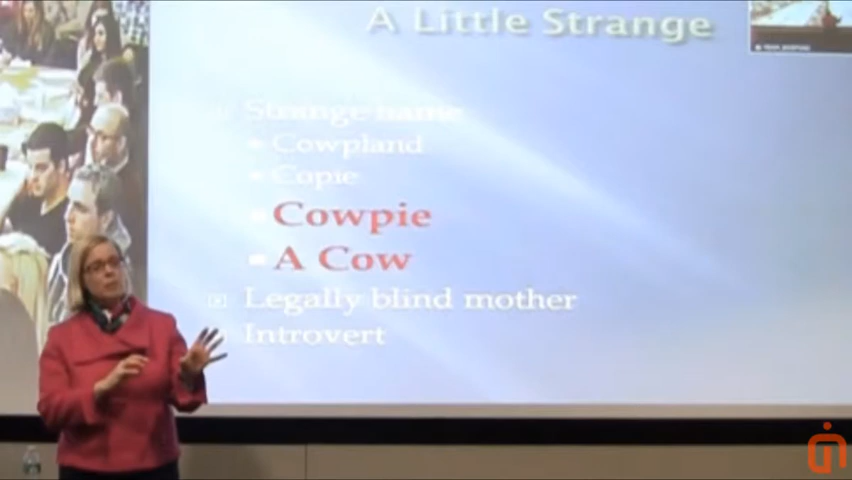 A Little Strange
Strange name
Cowpland
Copie
Cowpie
A Cow
Legally blind mother
Introvert